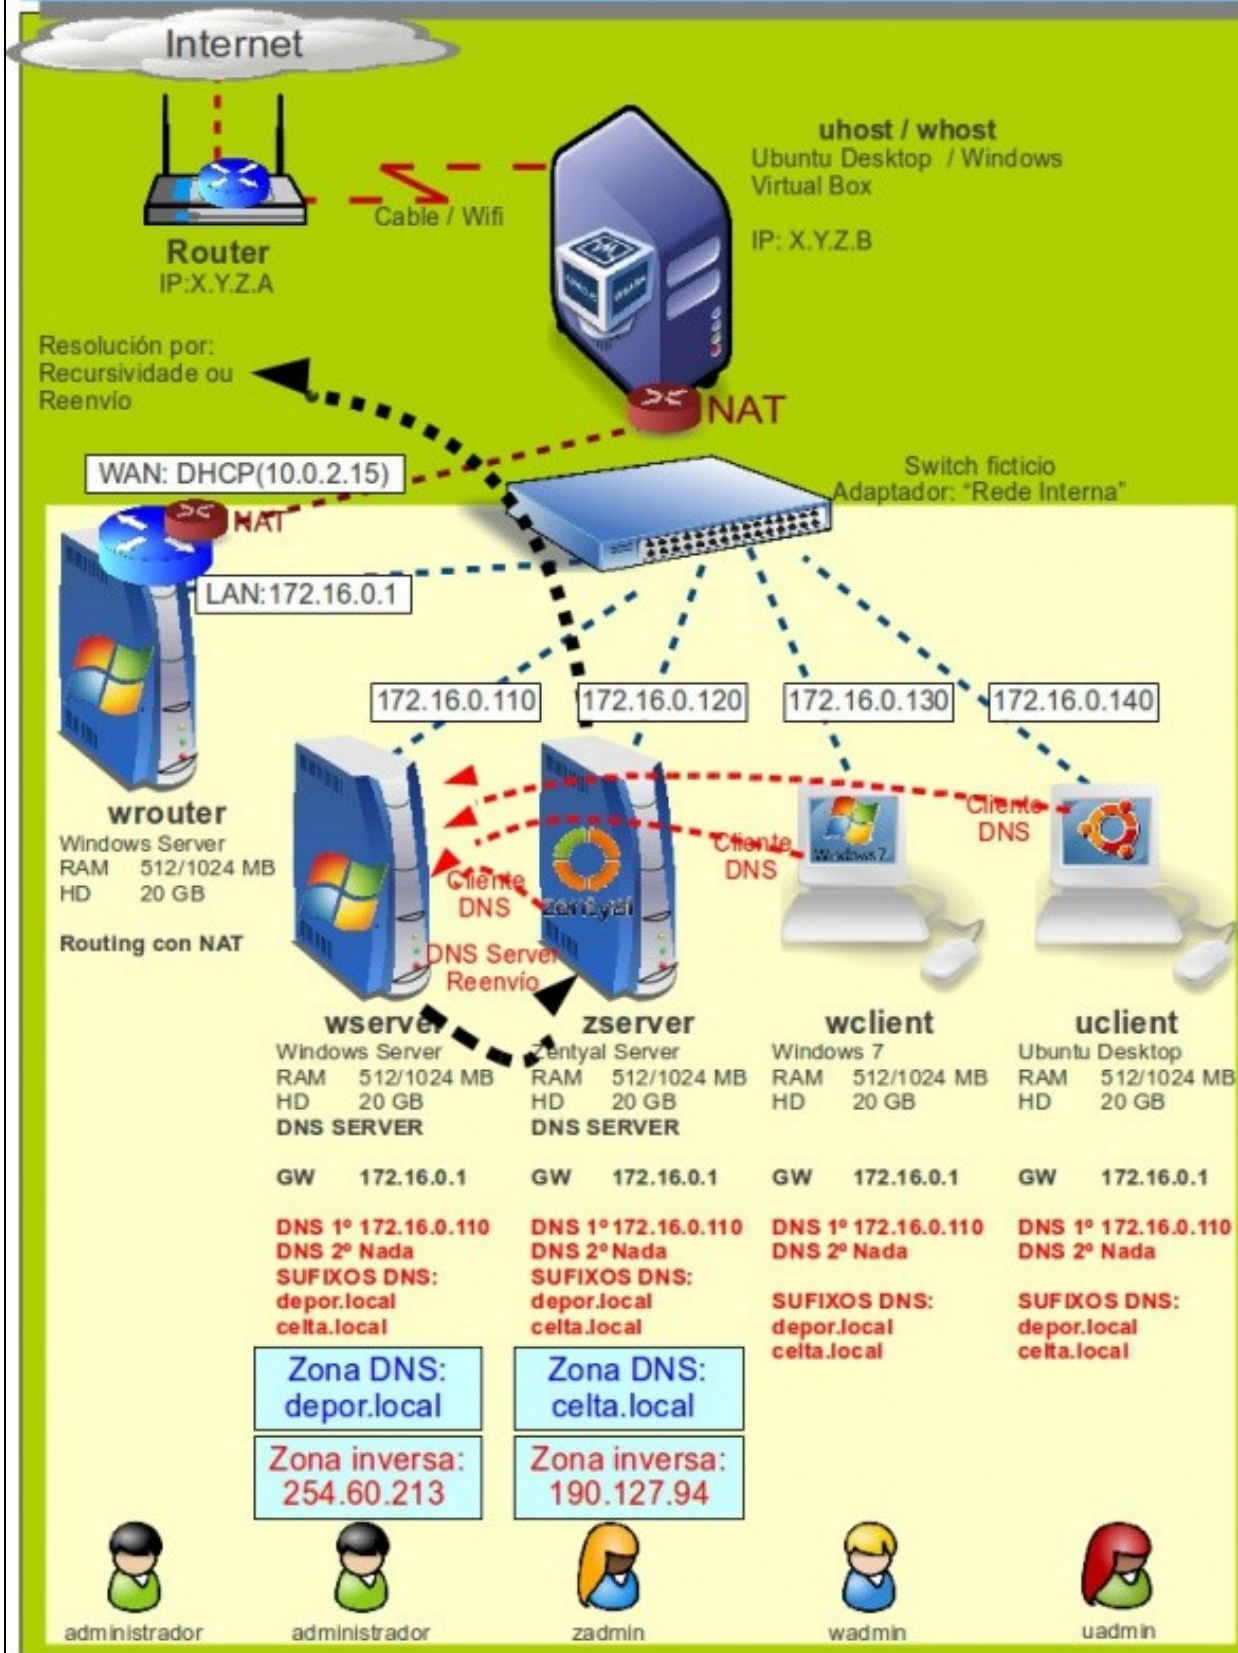 Internet
uhost / whost
Ubuntu Desktop / Windows
Virtual Box
IP: X.Y.Z.B
Cable / Wifi
Router
IP:X.Y.Z.A
Resolución por:
Recursividade ou
Reenvío
NAT
Switch ficticio
Adaptador: "Rede Interna"
WAN: DHCP(10.0.2.15)
NAT
LAN:172.16.0.1
172.16.0.110
172.16.0.120
172.16.0.130
172.16.0.140
wrouter
Windows Server
RAM 512/1024 MB
HD 20 GB
Routing con NAT
Cliente
DNS
Cliente
DNS
Cliente
DNS
Windows 7
zentyal
DNS Server
Reenvío
wserver
Windows Server
RAM 512/1024 MB
HD 20 GB
DNS SERVER
GW 172.16.0.1
DNS 1º 172.16.0.110
DNS 2º Nada
SUFIXOS DNS:
depor.local
celta.local
Zona DNS:
depor.local
Zona inversa:
254.60.213
zserver
Zentyal Server
RAM 512/1024 MB
HD 20 GB
DNS SERVER
GW 172.16.0.1
DNS 1º 172.16.0.110
DNS 2º Nada
SUFIXOS DNS:
depor.local
celta.local
Zona DNS:
celta.local
Zona inversa:
190.127.94
wclient
Windows 7
RAM 512/1024 MB
HD 20 GB
GW 172.16.0.1
DNS 1º 172.16.0.110
DNS 2º Nada
SUFIXOS DNS:
depor.local
celta.local
uclient
Ubuntu Desktop
RAM 512/1024 MB
HD 20 GB
GW 172.16.0.1
DNS 1º 172.16.0.110
DNS 2º Nada
SUFIXOS DNS:
depor.local
celta.local
administrador
administrador
zadmin
wadmin
uadmin